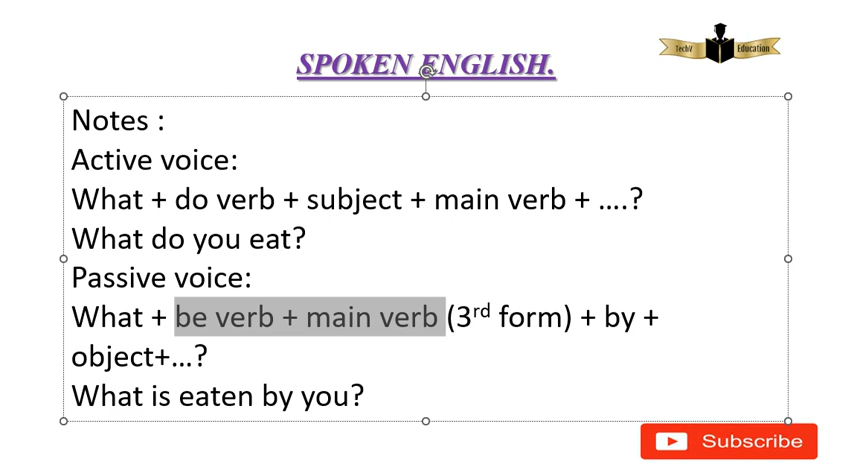 SPOKEN ENGLISH.
TechV Education
Notes :
Active voice:
What + do verb + subject + main verb + ....?
What do you eat?
Passive voice:
What + be verb + main verb (3rd form) + by +
object+...?
What is eaten by you?
Subscribe